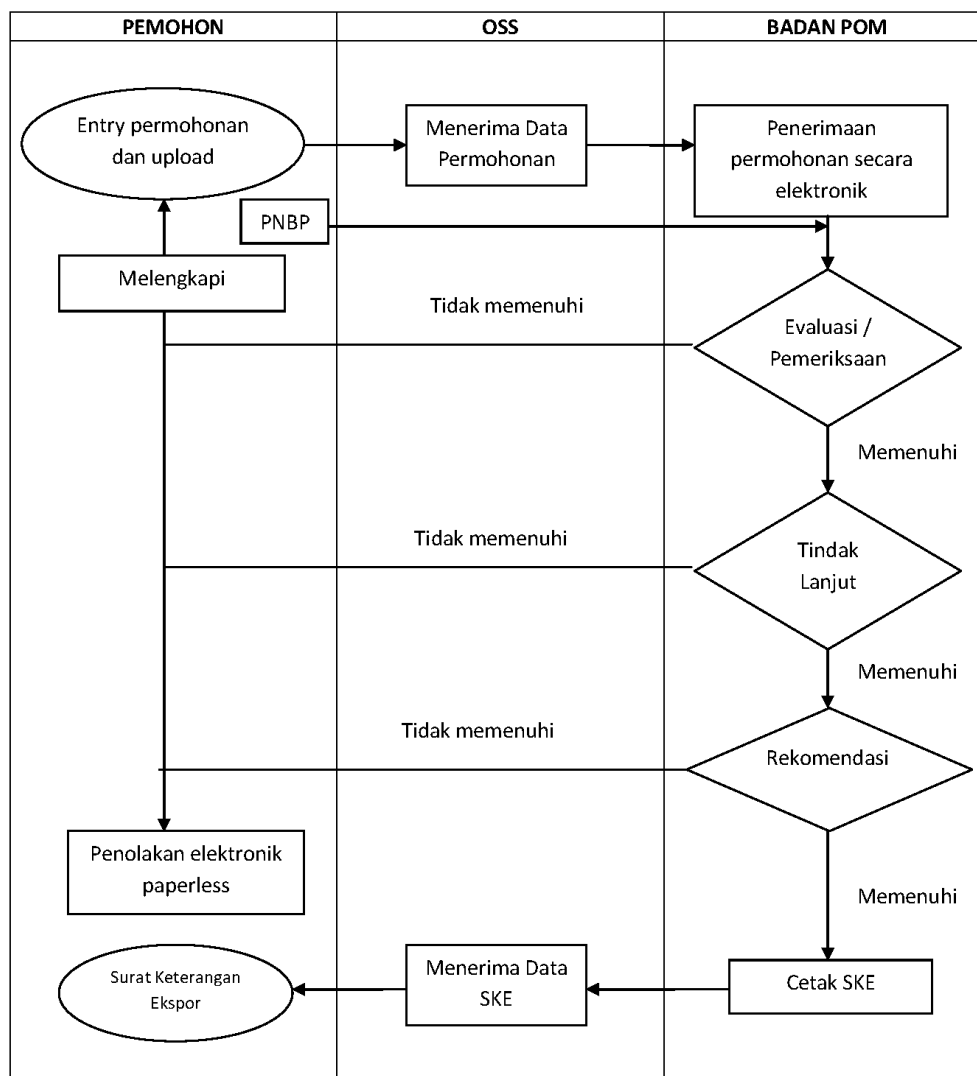 PEMOHON
OSS
BADAN POM
Entry permohonan
dan upload
Menerima Data
Permohonan
Penerimaan
permohonan secara
elektronik
PNBP
Melengkapi
Tidak memenuhi
Evaluasi /
Pemeriksaan
Memenuhi
Tidak memenuhi
Tindak
Lanjut
Memenuhi
Tidak memenuhi
Rekomendasi
Penolakan elektronik
paperless
Memenuhi
Surat Keterangan
Ekspor
Menerima Data
SKE
Cetak SKE